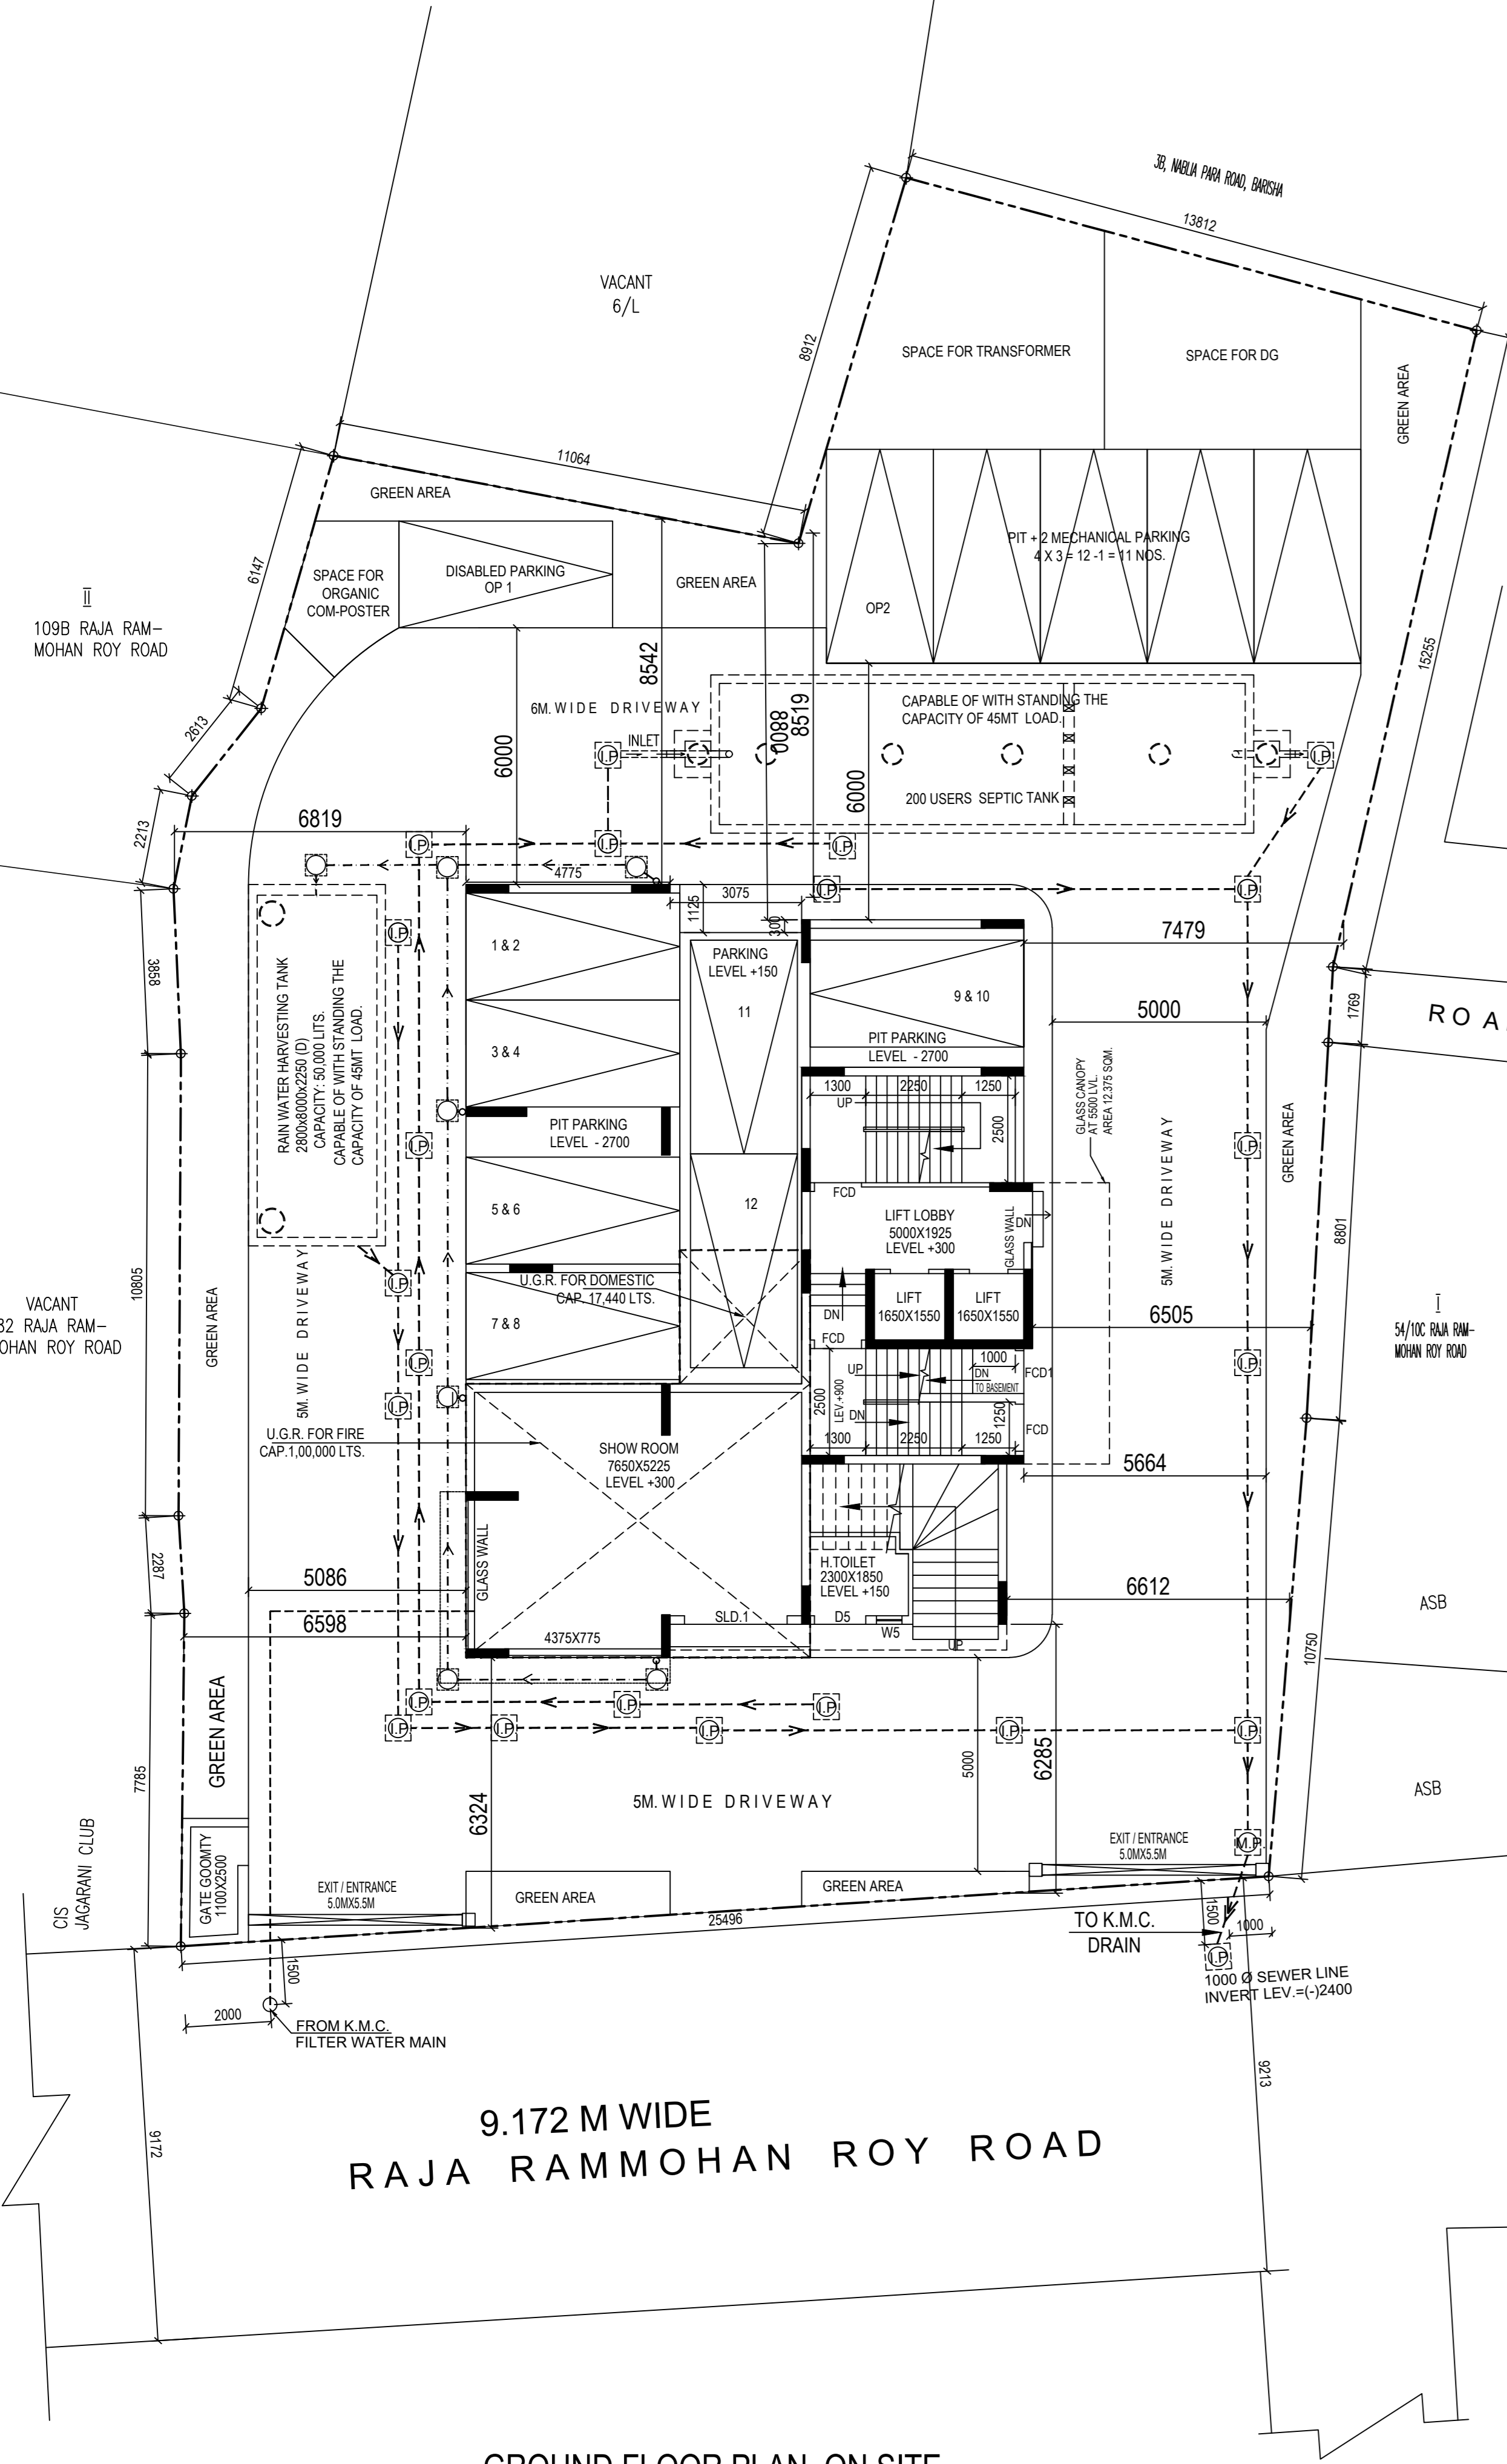 3B, NABLIA PARA ROAD, BARISHA
13812
VACANT
6/L
8912
SPACE FOR TRANSFORMER
SPACE FOR DG
GREEN AREA
11064
GREEN AREA
6147
SPACE FOR
ORGANIC
COM-POSTER
DISABLED PARKING
OP 1
GREEN AREA
PIT + 2 MECHANICAL PARKING
4 X 3 = 12 -1 = 11 NOS.
OP2
II
109B RAJA RAM-
MOHAN ROY ROAD
15255
8542
8800
8519
6M. WIDE DRIVEWAY
CAPABLE OF WITH STANDING THE
CAPACITY OF 45MT LOAD.
2613
INLET
I.P
I.P
6000
6000
200 USERS SEPTIC TANK
2213
6819
I.P
I.P
I.P
4775
3075
I.P
I.P
1125
300
I.P
7479
3858
1 & 2
PARKING
LEVEL +150
11
9 & 10
RAIN WATER HARVESTING TANK
2800x8000x2250 (D)
CAPACITY: 50,000 LITS.
CAPABLE OF WITH STANDING THE
CAPACITY OF 45MT LOAD.
5000
1769
ROA
3 & 4
PIT PARKING
LEVEL - 2700
1300
2250
1250
UP
2500
GLASS CANOPY
AT 5500 LVL.
AREA 12.375 SQM.
PIT PARKING
LEVEL - 2700
I.P
I.P
5M. WIDE DRIVEWAY
GREEN AREA
FCD
5 & 6
12
LIFT LOBBY
5000X1925
LEVEL +300
GLASS WALL
DN
8801
I.P
U.G.R. FOR DOMESTIC
CAP. 17,440 LTS.
10805
VACANT
32 RAJA RAM-
OHAN ROY ROAD
GREEN AREA
5M. WIDE DRIVEWAY
7 & 8
DN
LIFT
1650X1550
LIFT
1650X1550
6505
I
54/10C RAJA RAM-
MOHAN ROY ROAD
FCD
I.P
I.P
UP
1000
DN
TO BASEMENT
FCD1
2500
LEV.+900
DN
1250
FCD
I.P
U.G.R. FOR FIRE
CAP.1,00,000 LTS.
SHOW ROOM
7650X5225
LEVEL +300
1300
2250
1250
5664
GLASS WALL
2287
5086
H.TOILET
2300X1850
LEVEL +150
6612
ASB
6598
SLD.1
D5
W5
4375X775
UP
10750
GREEN AREA
I.P
I.P
I.P
I.P
I.P
I.P
I.P
I.P
7785
5000
6285
6324
5M. WIDE DRIVEWAY
ASB
CIS
JAGARANI CLUB
GATE GOOMTY
1100X2500
EXIT / ENTRANCE
5.0MX5.5M
M.P.
EXIT / ENTRANCE
5.0MX5.5M
GREEN AREA
GREEN AREA
25496
TO K.M.C.
DRAIN
1500
1000
I.P
1500
1000 Ø SEWER LINE
INVERT LEV.=(-)2400
2000
FROM K.M.C.
FILTER WATER MAIN
9213
9172
9.172 M WIDE
RAJA RAMMOHAN ROY ROAD
GROUND FLOOR PLAN ON SITE